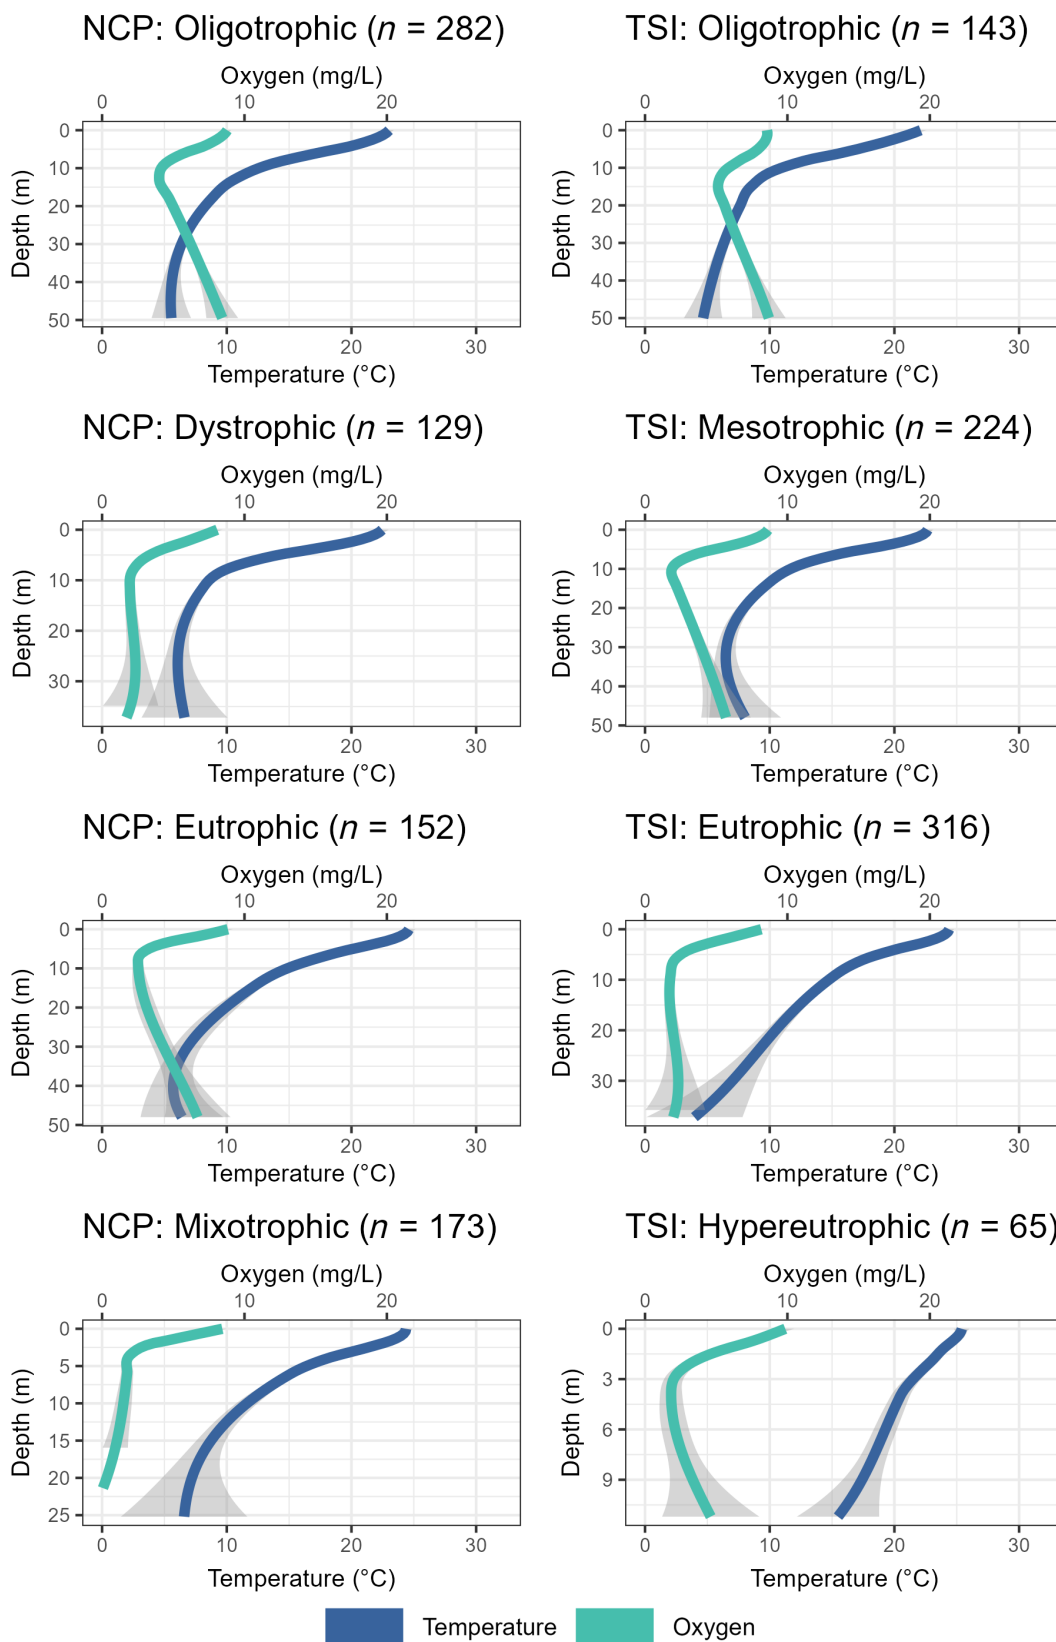 NCP: Oligotrophic (n = 282)
Oxygen (mg/L)
0 10 20
Depth (m)
0
10
20
30
40
50
0 10 20 30
Temperature (°C)
TSI: Oligotrophic (n = 143)
Oxygen (mg/L)
0 10 20
Depth (m)
0
10
20
30
40
50
0 10 20 30
Temperature (°C)
NCP: Dystrophic (n = 129)
Oxygen (mg/L)
0 10 20
Depth (m)
0
10
20
30
0 10 20 30
Temperature (°C)
TSI: Mesotrophic (n = 224)
Oxygen (mg/L)
0 10 20
Depth (m)
0
10
20
30
40
50
0 10 20 30
Temperature (°C)
NCP: Eutrophic (n = 152)
Oxygen (mg/L)
0 10 20
Depth (m)
0
10
20
30
40
50
0 10 20 30
Temperature (°C)
TSI: Eutrophic (n = 316)
Oxygen (mg/L)
0 10 20
Depth (m)
0
10
20
30
0 10 20 30
Temperature (°C)
NCP: Mixotrophic (n = 173)
Oxygen (mg/L)
0 10 20
Depth (m)
0
5
10
15
20
25
0 10 20 30
Temperature (°C)
TSI: Hypereutrophic (n = 65)
Oxygen (mg/L)
0 10 20
Depth (m)
0
3
6
9
0 10 20 30
Temperature (°C)
Temperature Oxygen